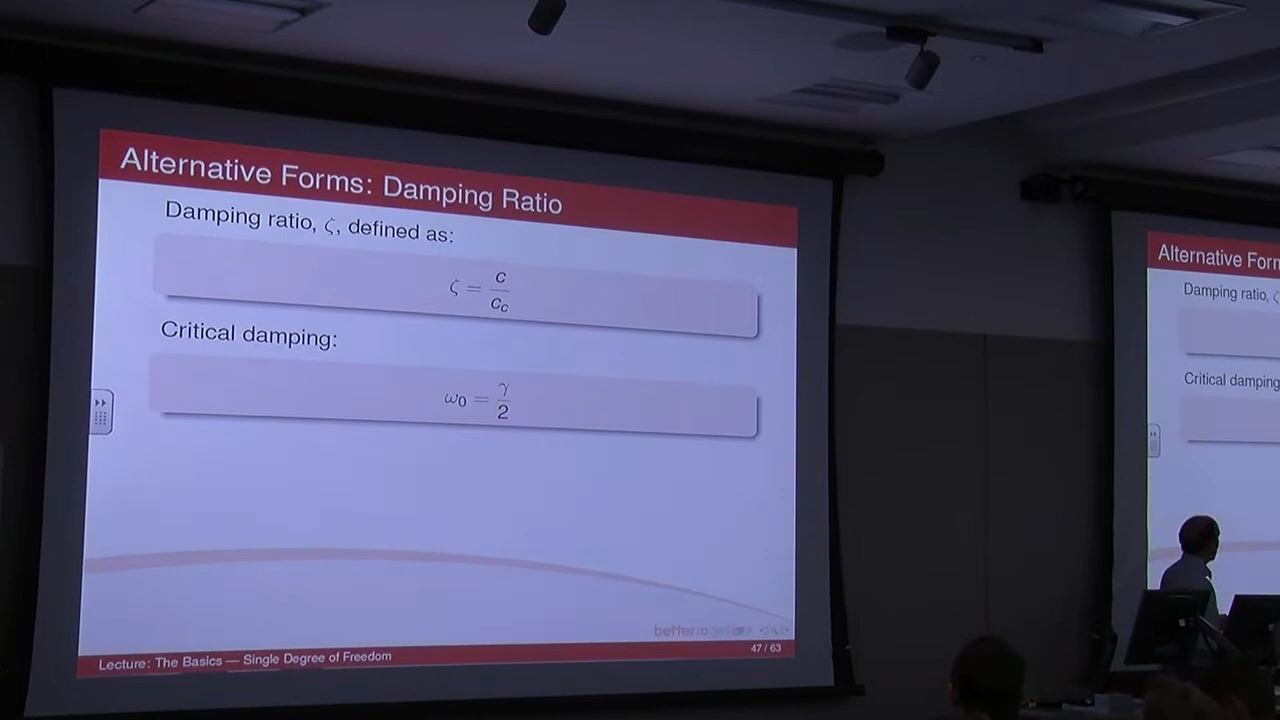 Alternative Forms: Damping Ratio
Damping ratio, ζ, defined as:
ζ = c / c_c
Critical damping:
ω₀ = γ / 2
Lecture: The Basics — Single Degree of Freedom
47 / 63
Alternative Form
Damping ratio, ζ
Critical damping